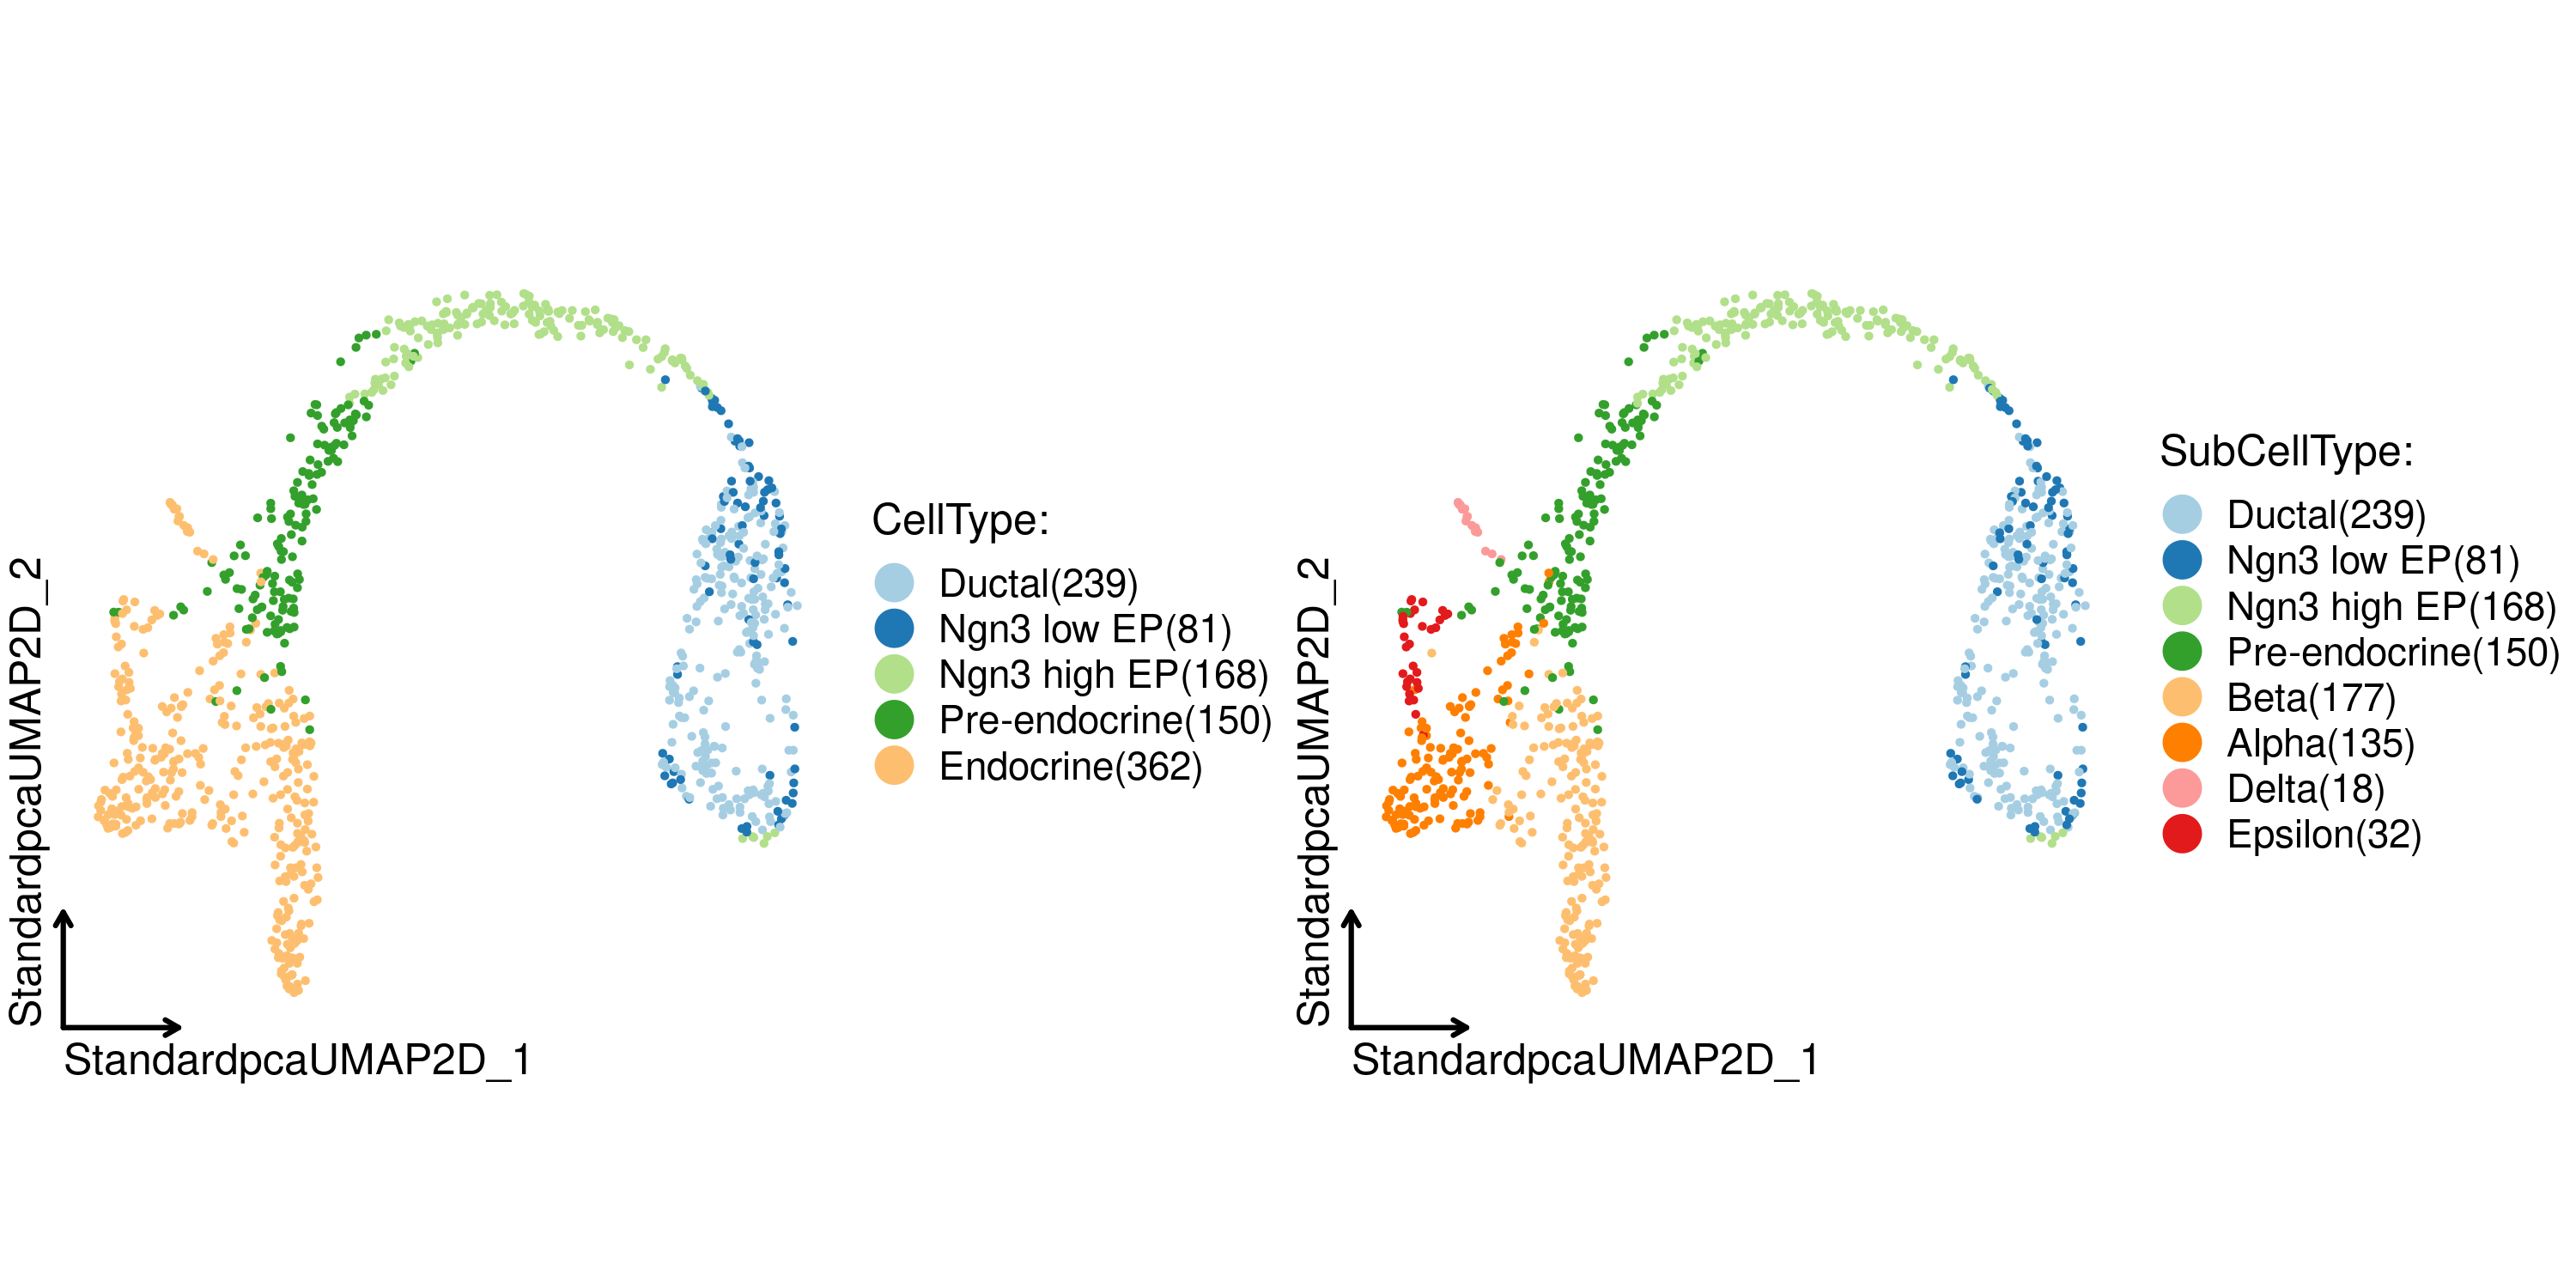 StandardpcaUMAP2D_2
StandardpcaUMAP2D_1
CellType:
Ductal(239)
Ngn3 low EP(81)
Ngn3 high EP(168)
Pre-endocrine(150)
Endocrine(362)
StandardpcaUMAP2D_2
StandardpcaUMAP2D_1
SubCellType:
Ductal(239)
Ngn3 low EP(81)
Ngn3 high EP(168)
Pre-endocrine(150)
Beta(177)
Alpha(135)
Delta(18)
Epsilon(32)